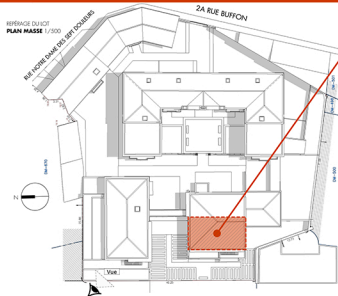 2A RUE BUFFON
REPÉRAGE DU LOT
PLAN MASSE 1/500
RUE NOTRE DAME DES SEPT DOULEURS
N
Vue